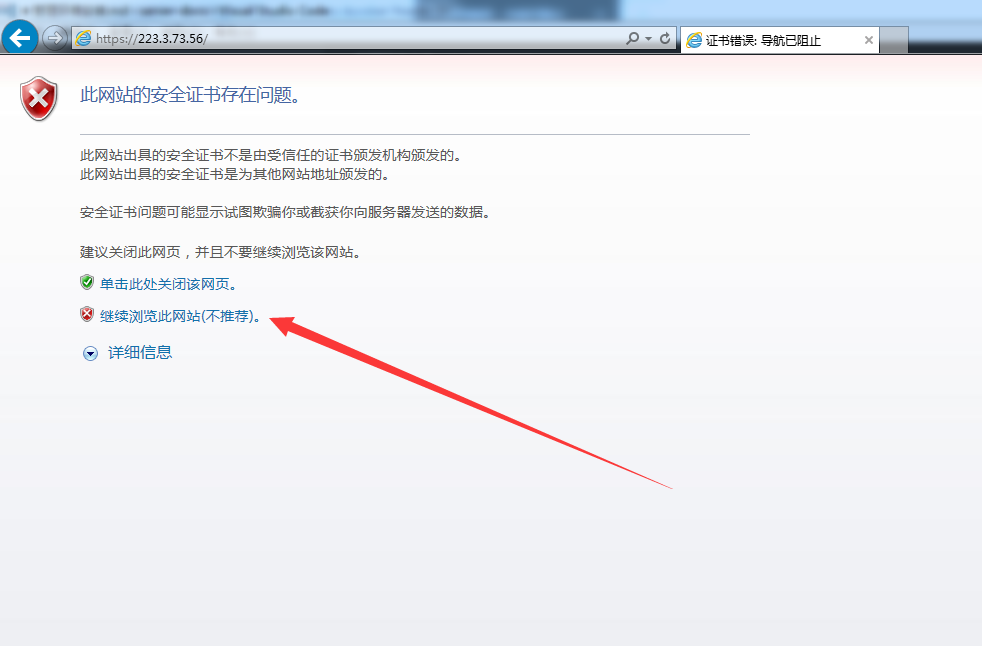 https://223.3.73.56/
证书错误: 导航已阻止
此网站的安全证书存在问题。
此网站出具的安全证书不是由受信任的证书颁发机构颁发的。
此网站出具的安全证书是为其他网站地址颁发的。
安全证书问题可能显示试图欺骗你或截获你向服务器发送的数据。
建议关闭此网页，并且不要继续浏览该网站。
单击此处关闭该网页。
继续浏览此网站(不推荐)。
详细信息